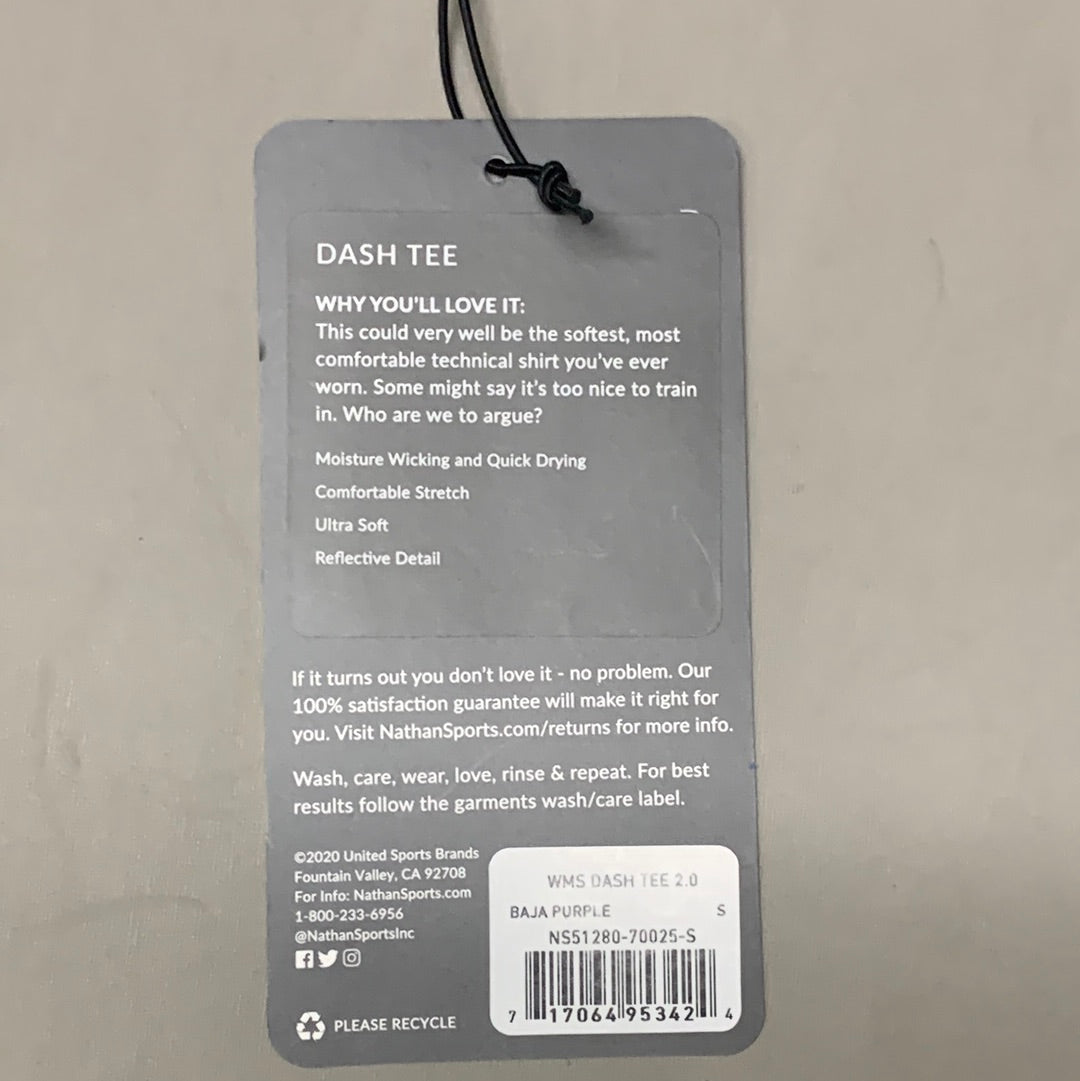 DASH TEE
WHY YOU'LL LOVE IT:
This could very well be the softest, most
comfortable technical shirt you've ever
worn. Some might say it's too nice to train
in. Who are we to argue?
Moisture Wicking and Quick Drying
Comfortable Stretch
Ultra Soft
Reflective Detail
If it turns out you don't love it - no problem. Our
100% satisfaction guarantee will make it right for
you. Visit NathanSports.com/returns for more info.
Wash, care, wear, love, rinse & repeat. For best
results follow the garments wash/care label.
©2020 United Sports Brands
Fountain Valley, CA 92708
For Info: NathanSports.com
1-800-233-6956
@NathanSportsInc
PLEASE RECYCLE
WMS DASH TEE 2.0
BAJA PURPLE S
NS51280-70025-S
7 17064 95342 4